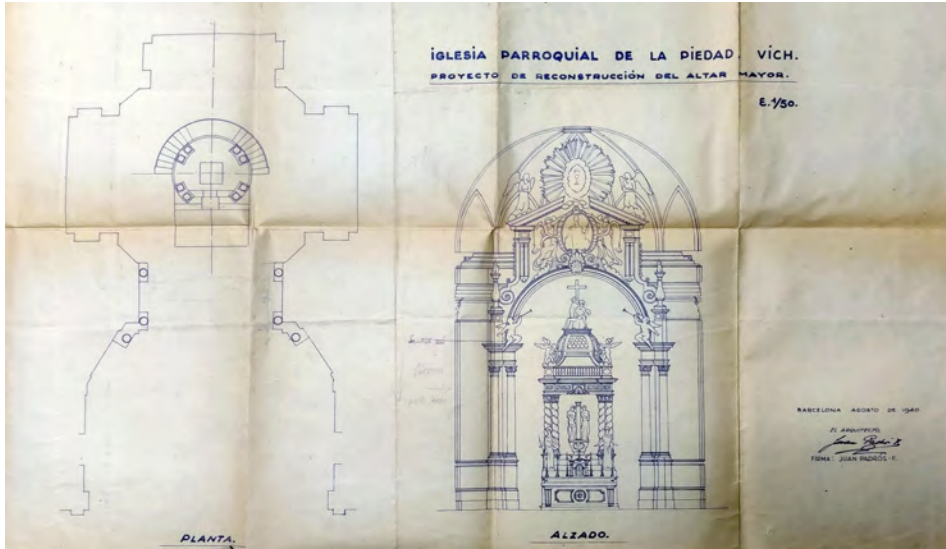 iGLESIA PARROQUIAL DE LA PIEDAD. VICH.
PROYECTO DE RECONSTRUCCIÓN DEL ALTAR MAYOR.
E. 1/50.
BARCELONA AGOSTO DE 1940
EL ARQUITECTO,
FIRMA: JUAN PADRÓS-F.
PLANTA.
ALZADO.